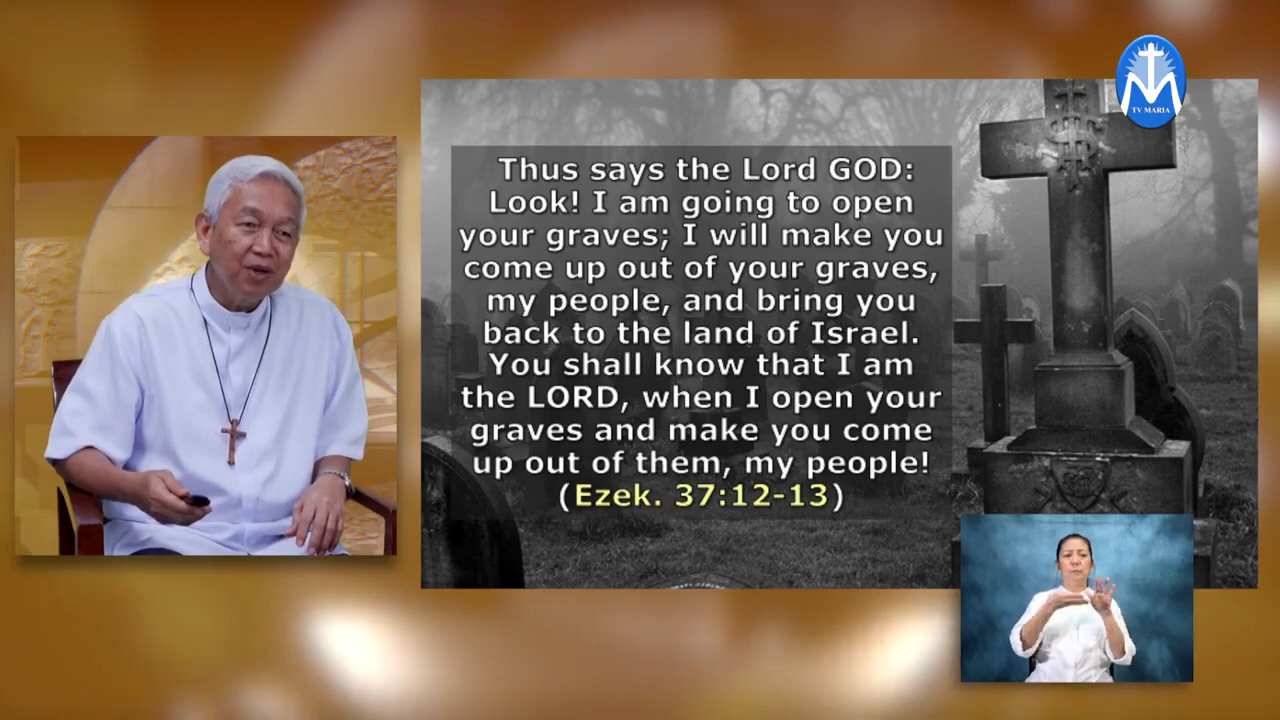 TV MARIA
Thus says the Lord GOD:
Look! I am going to open
your graves; I will make you
come up out of your graves,
my people, and bring you
back to the land of Israel.
You shall know that I am
the LORD, when I open your
graves and make you come
up out of them, my people!
(Ezek. 37:12-13)